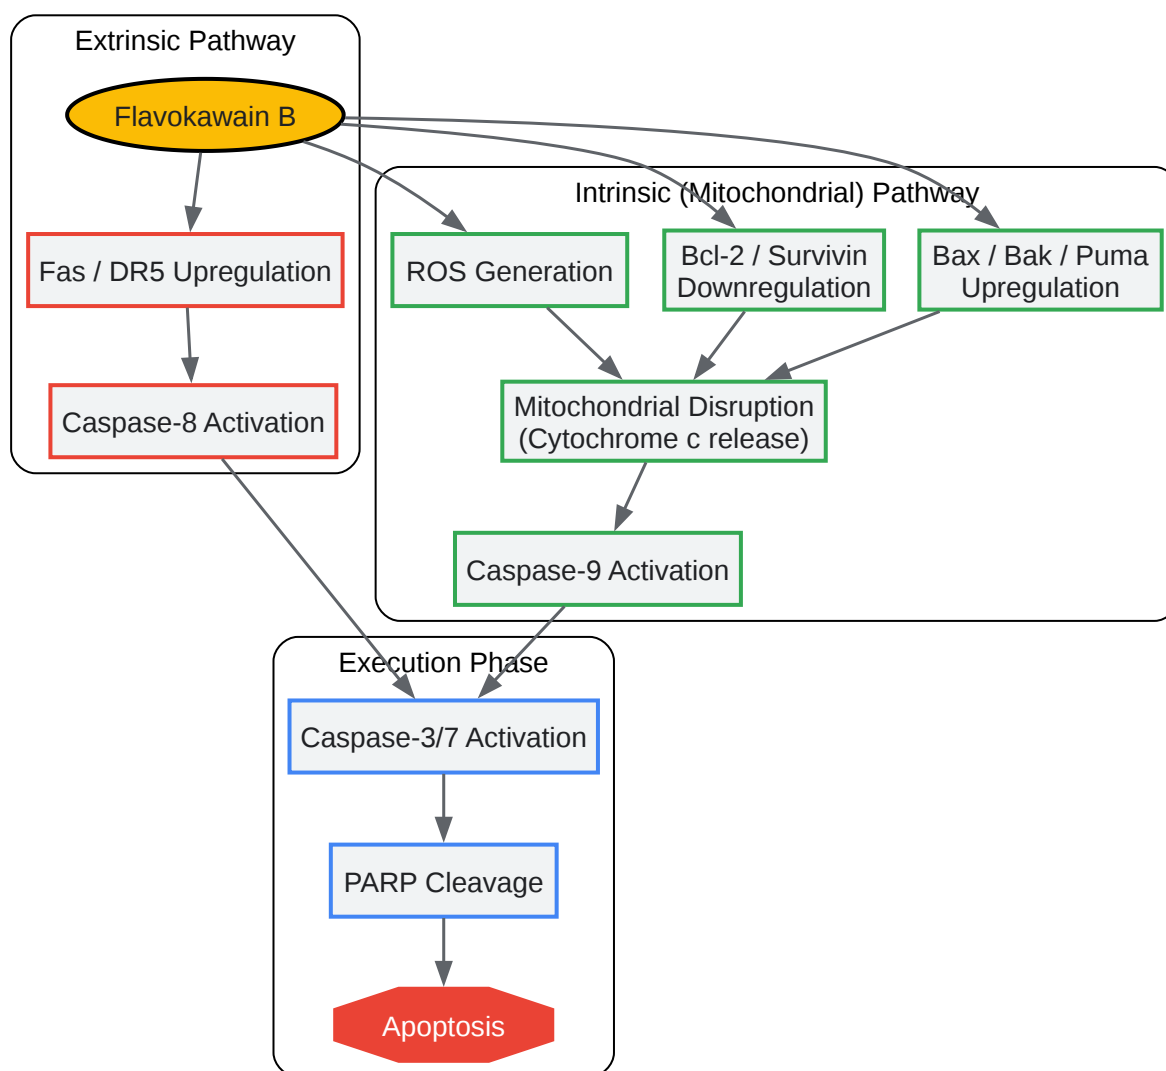 Extrinsic Pathway
Flavokawain B
Intrinsic (Mitochondrial) Pathway
Fas / DR5 Upregulation
ROS Generation
Bcl-2 / Survivin
Downregulation
Bax / Bak / Puma
Upregulation
Caspase-8 Activation
Mitochondrial Disruption
(Cytochrome c release)
Caspase-9 Activation
Execution Phase
Caspase-3/7 Activation
PARP Cleavage
Apoptosis